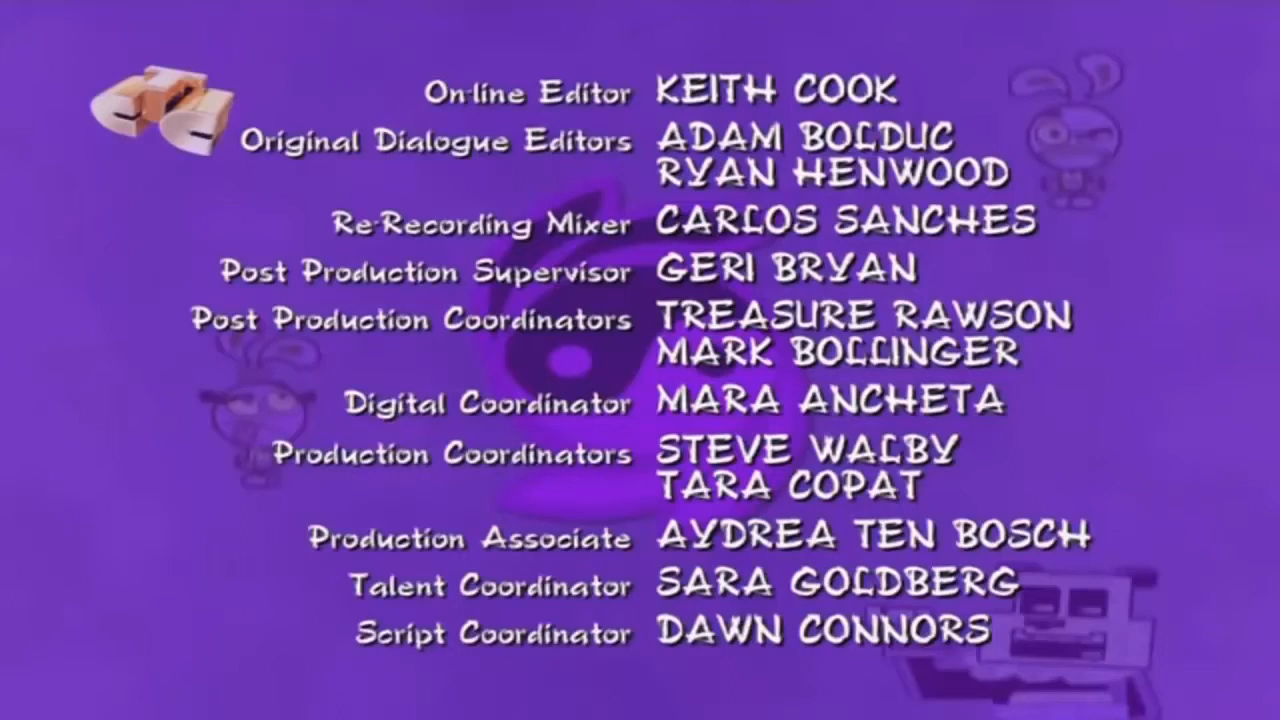 On-line Editor KEITH COOK
Original Dialogue Editors ADAM BOLDUC
RYAN HENWOOD
Re-Recording Mixer CARLOS SANCHES
Post Production Supervisor GERI BRYAN
Post Production Coordinators TREASURE RAWSON
MARK BOLLINGER
Digital Coordinator MARA ANCHETA
Production Coordinators STEVE WALBY
TARA COPAT
Production Associate AYDREA TEN BOSCH
Talent Coordinator SARA GOLDBERG
Script Coordinator DAWN CONNORS